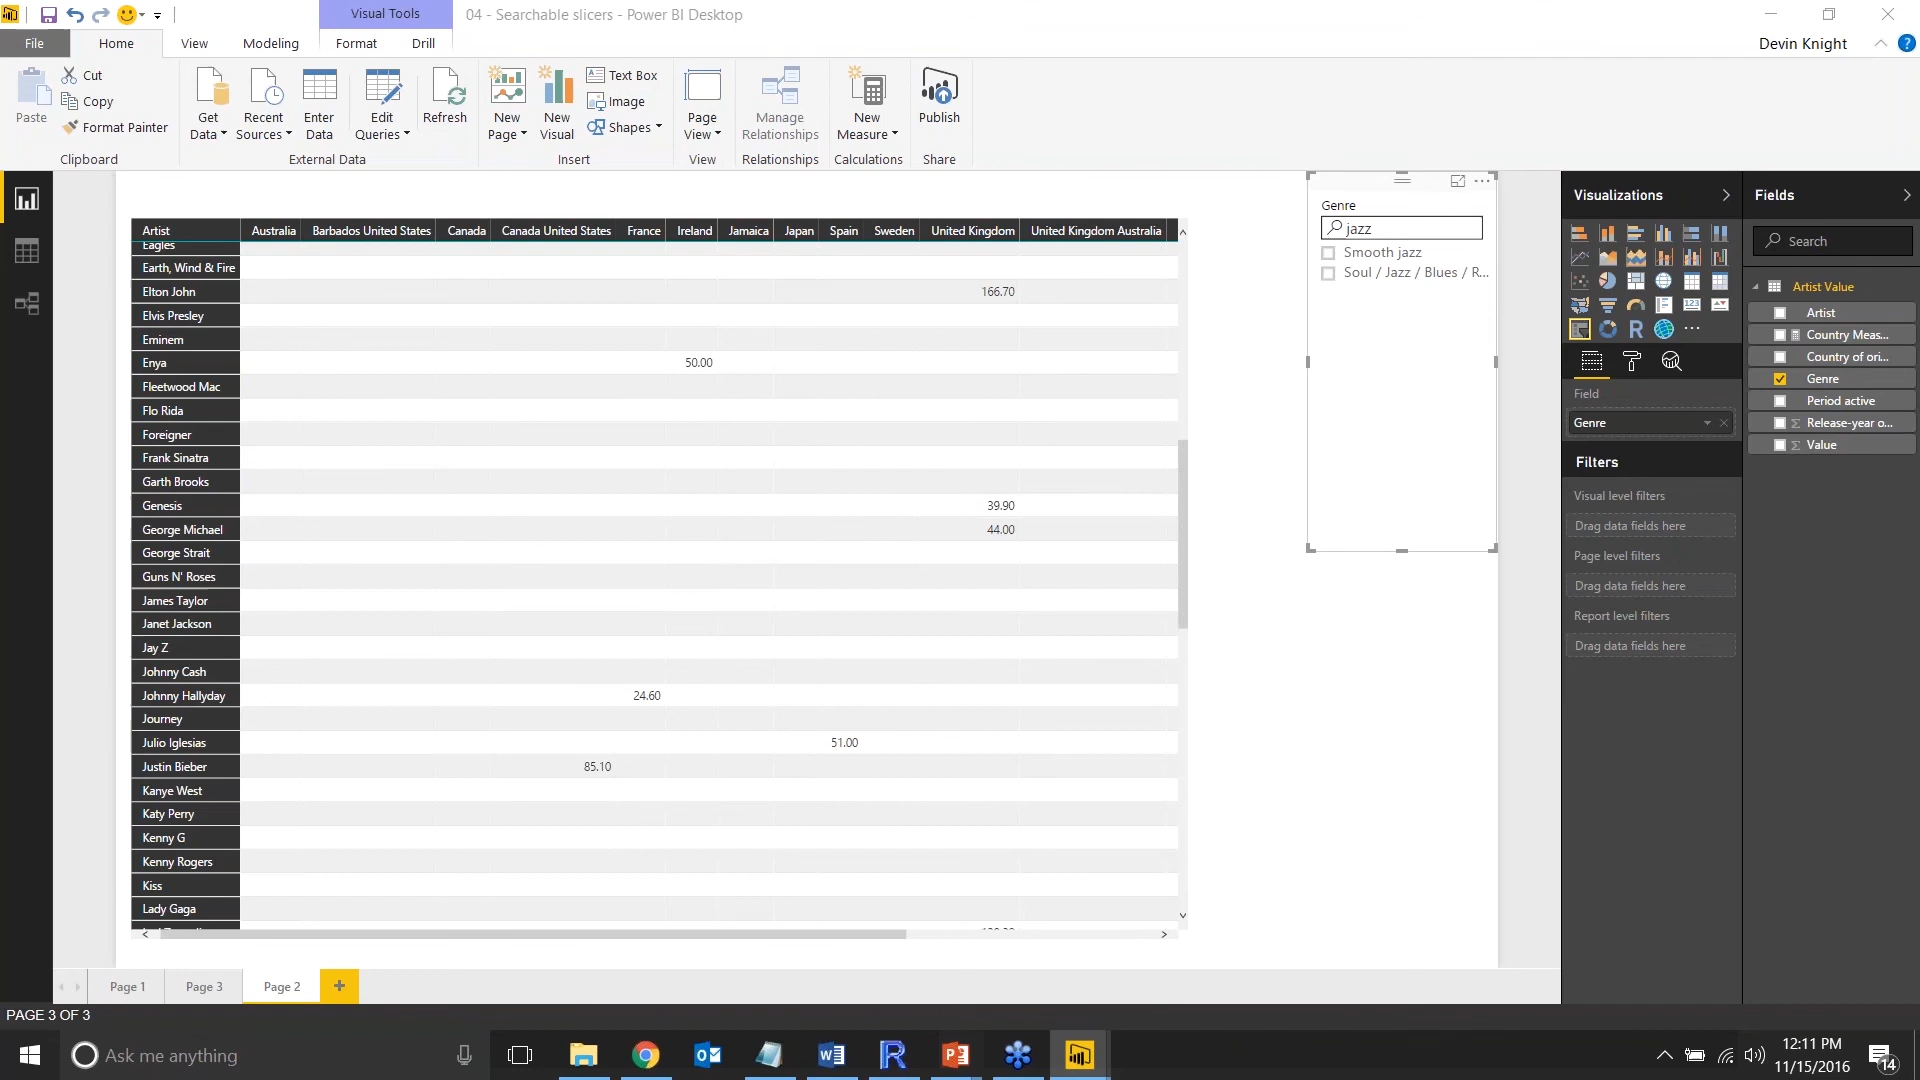 Visual Tools
04 - Searchable slicers - Power BI Desktop
File
Home
View
Modeling
Format
Drill
Devin Knight
?
Paste
Cut
Copy
Format Painter
Clipboard
Get Data
Recent Sources
Enter Data
Edit Queries
Refresh
External Data
New Page
New Visual
Text Box
Image
Shapes
Insert
Page View
View
Manage Relationships
Relationships
New Measure
Calculations
Publish
Share
Artist Australia Barbados United States Canada Canada United States France Ireland Jamaica Japan Spain Sweden United Kingdom United Kingdom Australia
Eagles
Earth, Wind & Fire
Elton John 166.70
Elvis Presley
Eminem
Enya 50.00
Fleetwood Mac
Flo Rida
Foreigner
Frank Sinatra
Garth Brooks
Genesis 39.90
George Michael 44.00
George Strait
Guns N' Roses
James Taylor
Janet Jackson
Jay Z
Johnny Cash
Johnny Hallyday 24.60
Journey
Julio Iglesias 51.00
Justin Bieber 85.10
Kanye West
Katy Perry
Kenny G
Kenny Rogers
Kiss
Lady Gaga
Genre
jazz
Smooth jazz
Soul / Jazz / Blues / R...
Visualizations
123
R
Field
Genre
Filters
Visual level filters
Drag data fields here
Page level filters
Drag data fields here
Report level filters
Drag data fields here
Fields
Search
Artist Value
Artist
Country Meas...
Country of ori...
Genre
Period active
Σ Release-year o...
Σ Value
Page 1
Page 3
Page 2
+
PAGE 3 OF 3
Ask me anything
12:11 PM
11/15/2016
14